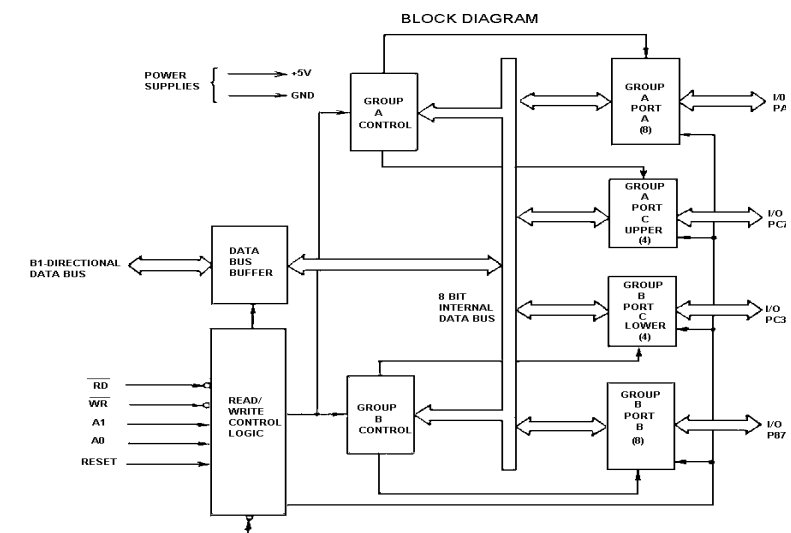 BLOCK DIAGRAM
POWER
SUPPLIES
+5V
GND
GROUP
A
CONTROL
GROUP
A
PORT
A
(8)
I/0
PA
GROUP
A
PORT
C
UPPER
(4)
I/O
PC7
B1-DIRECTIONAL
DATA BUS
DATA
BUS
BUFFER
8 BIT
INTERNAL
DATA BUS
GROUP
B
PORT
C
LOWER
(4)
I/O
PC3
RD
WR
A1
A0
RESET
READ/
WRITE
CONTROL
LOGIC
GROUP
B
CONTROL
GROUP
B
PORT
B
(8)
I/O
P87